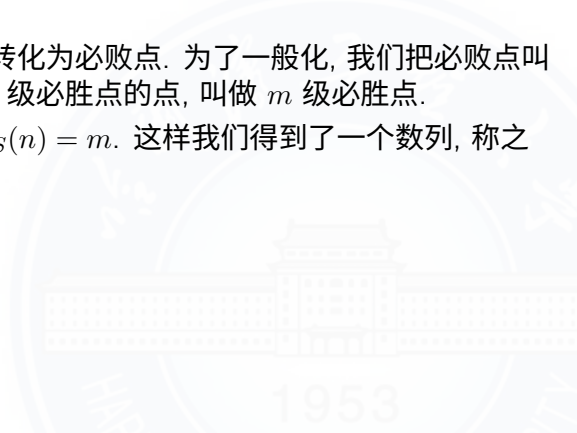 转化为必败点. 为了一般化, 我们把必败点叫
级必胜点的点, 叫做 m 级必胜点.
S(n) = m. 这样我们得到了一个数列, 称之
1953